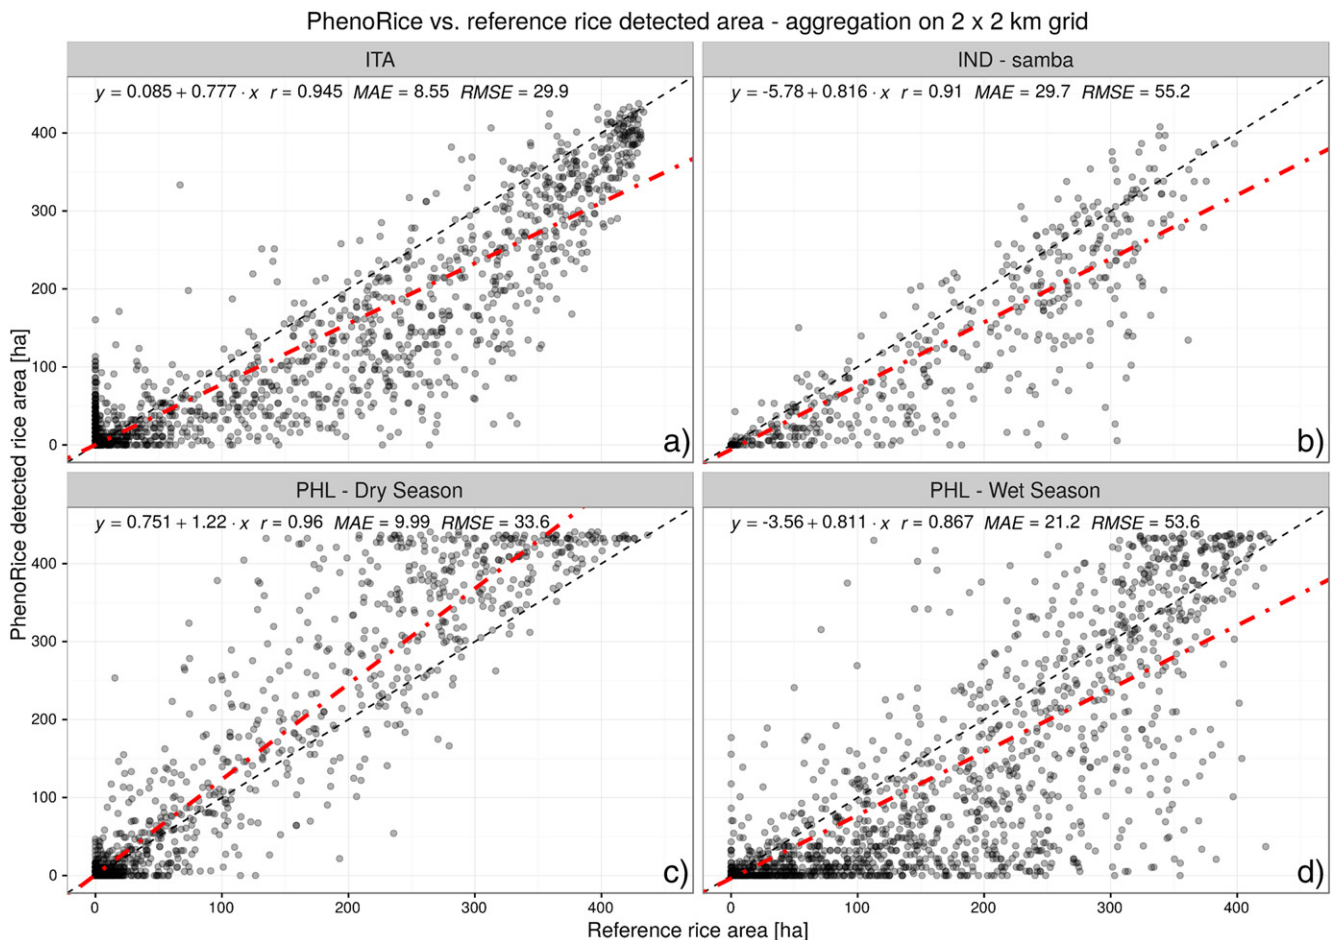 PhenoRice vs. reference rice detected area - aggregation on 2 x 2 km grid
ITA
IND - samba
y = 0.085 + 0.777 · x r = 0.945 MAE = 8.55 RMSE = 29.9
y = -5.78 + 0.816 · x r = 0.91 MAE = 29.7 RMSE = 55.2
400
300
200
100
0
a)
b)
PHL - Dry Season
PHL - Wet Season
y = 0.751 + 1.22 · x r = 0.96 MAE = 9.99 RMSE = 33.6
y = -3.56 + 0.811 · x r = 0.867 MAE = 21.2 RMSE = 53.6
400
300
200
100
0
c)
d)
0 100 200 300 400
0 100 200 300 400
Reference rice area [ha]
PhenoRice detected rice area [ha]